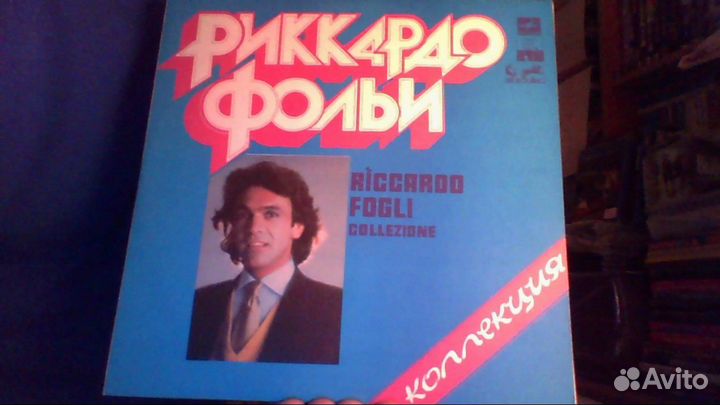 РИККАРДО
ФОЛЬИ
RICCARDO
FOGLI
COLLEZIONE
КОЛЛЕКЦИЯ
Avito